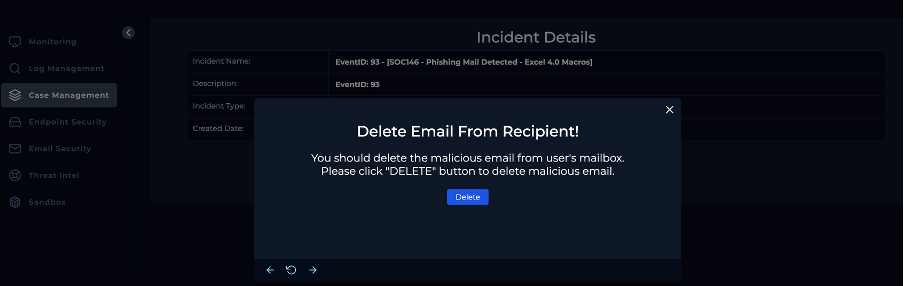 Incident Details
Monitoring
Log Management
Case Management
Endpoint Security
Email Security
Threat Intel
Sandbox
Incident Name:
EventID: 93 - [SOC146 - Phishing Mail Detected - Excel 4.0 Macros]
Description:
EventID: 93
Incident Type:
Created Date:
Delete Email From Recipient!
You should delete the malicious email from user's mailbox.
Please click "DELETE" button to delete malicious email.
Delete